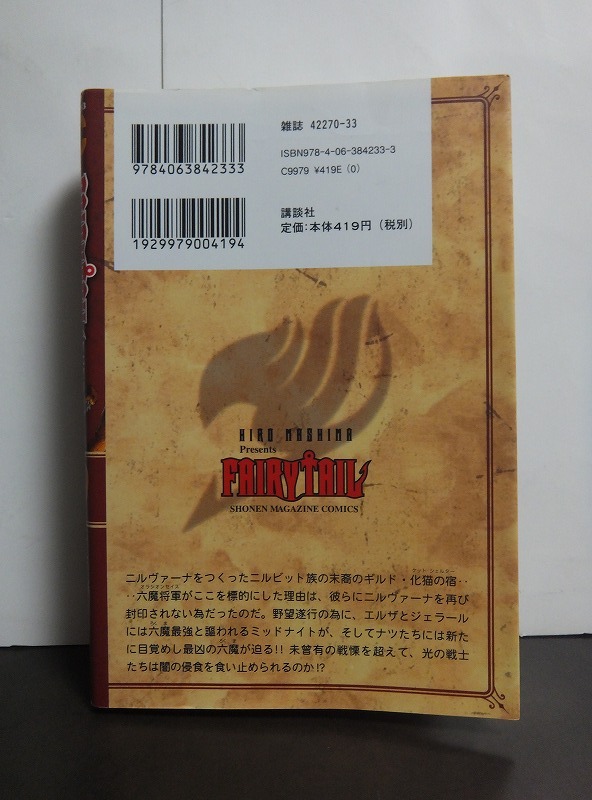 雑誌 42270-33
9784063842333
ISBN978-4-06-384233-3
C9979 ¥419E (0)
講談社
定価:本体419円(税別)
1929979004194
HIRO MASHIMA
Presents
FAIRY TAIL
SHONEN MAGAZINE COMICS
ニルヴァーナをつくったニルビット族の末裔のギルド・化猫の宿‥
‥六魔将軍がここを標的にした理由は、彼らにニルヴァーナを再び
封印されない為だったのだ。野望遂行の為に、エルザとジェラール
には六魔最強と謳われるミッドナイトが、そしてナツたちには新た
に目覚めし最凶の六魔が迫る!! 未曾有の戦慄を超えて、光の戦士
たちは闇の侵食を食い止められるのか!?